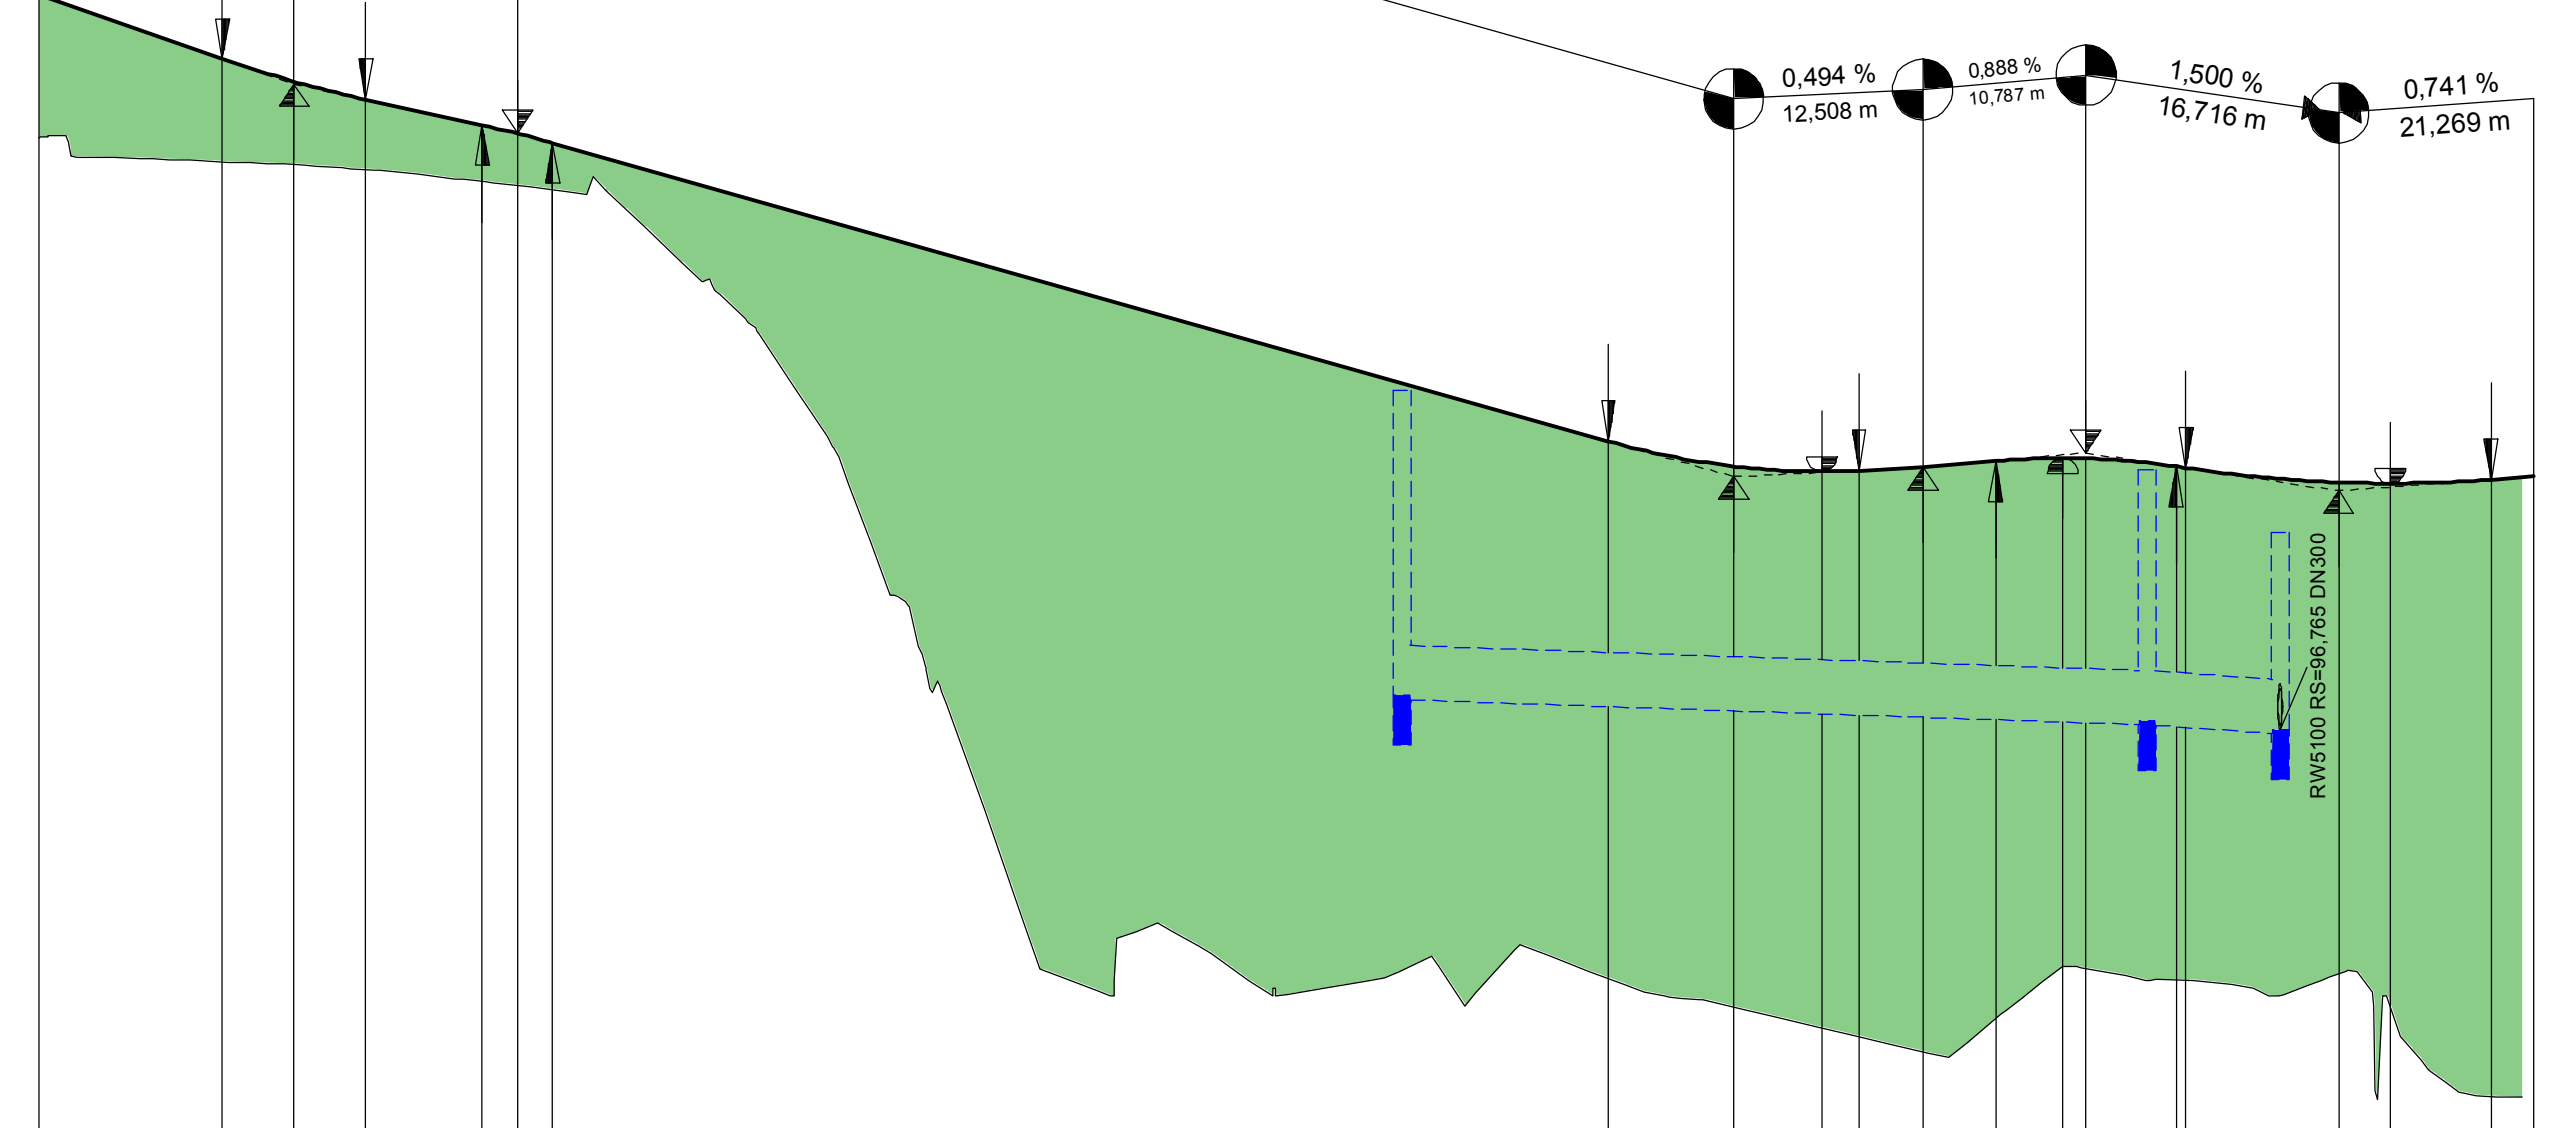 0,494 %
12,508 m
0,888 %
10,787 m
1,500 %
16,716 m
0,741 %
21,269 m
RW5100 RS=96,765 DN300